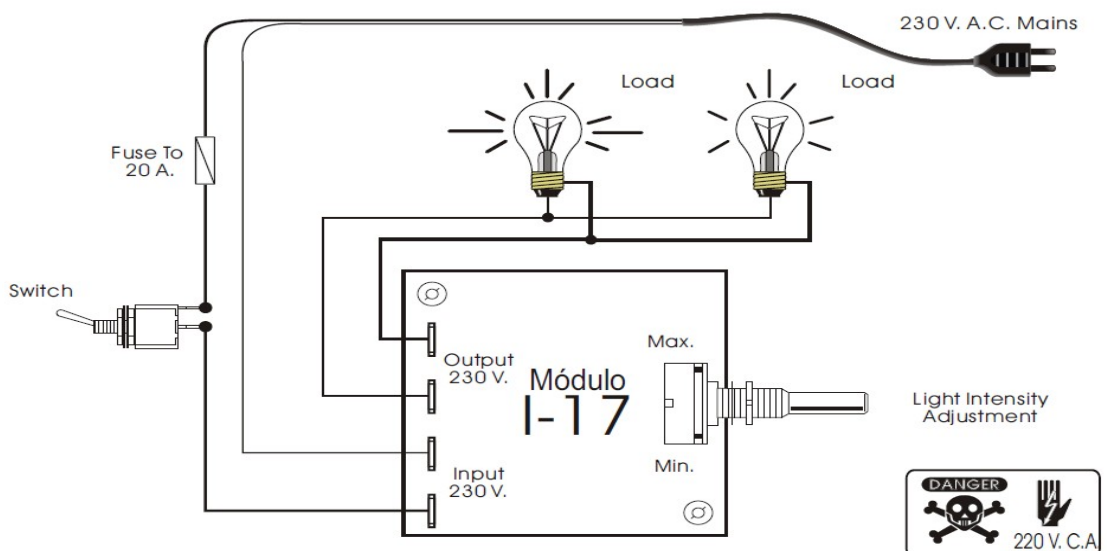 230 V. A.C. Mains
Load
Load
Fuse To
20 A.
Switch
Output
230 V.
Módulo
I-17
Max.
Light Intensity
Adjustment
Min.
Input
230 V.
DANGER
220 V. C.A